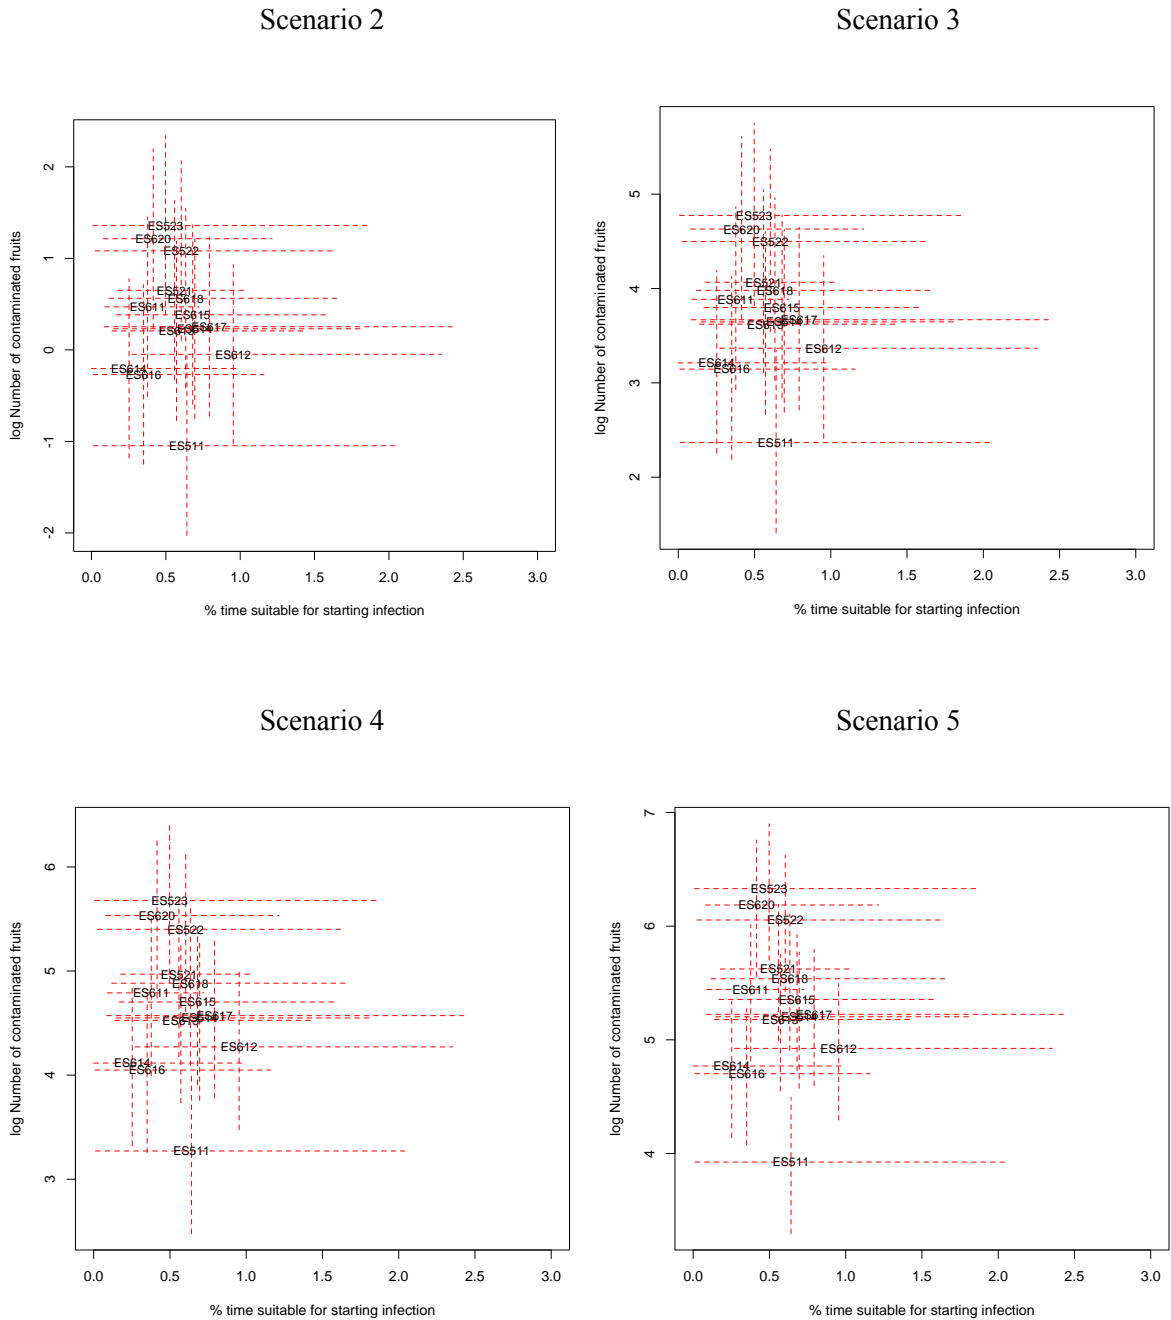 Scenario 2
Scenario 3
2
1
0
-1
-2
log Number of contaminated fruits
ES523
ES620
ES522
ES521
ES618
ES611
ES615
ES617
ES613
ES612
ES614
ES616
ES511
0.0 0.5 1.0 1.5 2.0 2.5 3.0
% time suitable for starting infection
5
4
3
2
log Number of contaminated fruits
ES523
ES620
ES522
ES521
ES618
ES611
ES615
ES617
ES613
ES612
ES614
ES616
ES511
0.0 0.5 1.0 1.5 2.0 2.5 3.0
% time suitable for starting infection
Scenario 4
Scenario 5
6
5
4
3
log Number of contaminated fruits
ES523
ES620
ES522
ES521
ES618
ES611
ES615
ES617
ES613
ES612
ES614
ES616
ES511
0.0 0.5 1.0 1.5 2.0 2.5 3.0
% time suitable for starting infection
7
6
5
4
log Number of contaminated fruits
ES523
ES620
ES522
ES521
ES618
ES611
ES615
ES617
ES613
ES612
ES614
ES616
ES511
0.0 0.5 1.0 1.5 2.0 2.5 3.0
% time suitable for starting infection